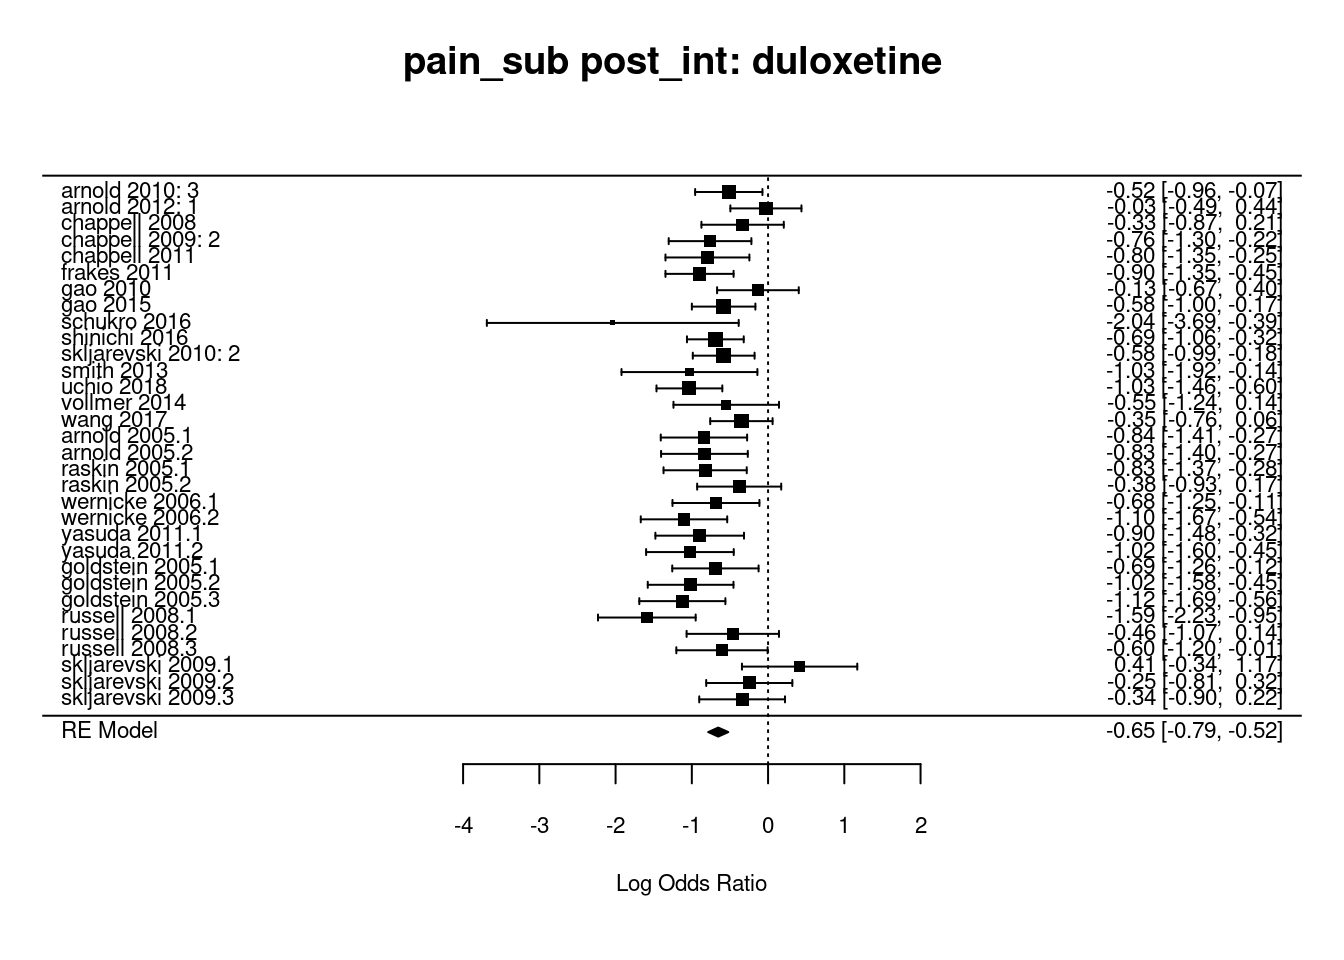 pain_sub post_int: duloxetine
arnold 2010: 3 -0.52 [-0.96, -0.07]
arnold 2012: 1 -0.03 [-0.49, 0.44]
chappell 2008 -0.33 [-0.87, 0.21]
chappell 2009: 2 -0.76 [-1.30, -0.22]
chappell 2011 -0.80 [-1.35, -0.25]
frakes 2011 -0.90 [-1.35, -0.45]
gao 2010 -0.13 [-0.67, 0.40]
gao 2015 -0.58 [-1.00, -0.17]
schukro 2016 -2.04 [-3.69, -0.39]
shinichi 2016 -0.69 [-1.06, -0.32]
skljarevski 2010: 2 -0.58 [-0.99, -0.18]
smith 2013 -1.03 [-1.92, -0.14]
uchio 2018 -1.03 [-1.46, -0.60]
vollmer 2014 -0.55 [-1.24, 0.14]
wang 2017 -0.35 [-0.76, 0.06]
arnold 2005.1 -0.84 [-1.41, -0.27]
arnold 2005.2 -0.83 [-1.40, -0.27]
raskin 2005.1 -0.83 [-1.37, -0.28]
raskin 2005.2 -0.38 [-0.93, 0.17]
wernicke 2006.1 -0.68 [-1.25, -0.11]
wernicke 2006.2 -1.10 [-1.67, -0.54]
yasuda 2011.1 -0.90 [-1.48, -0.32]
yasuda 2011.2 -1.02 [-1.60, -0.45]
goldstein 2005.1 -0.69 [-1.26, -0.12]
goldstein 2005.2 -1.02 [-1.58, -0.45]
goldstein 2005.3 -1.12 [-1.69, -0.56]
russell 2008.1 -1.59 [-2.23, -0.95]
russell 2008.2 -0.46 [-1.07, 0.14]
russell 2008.3 -0.60 [-1.20, -0.01]
skljarevski 2009.1 0.41 [-0.34, 1.17]
skljarevski 2009.2 -0.25 [-0.81, 0.32]
skljarevski 2009.3 -0.34 [-0.90, 0.22]
RE Model -0.65 [-0.79, -0.52]
-4 -3 -2 -1 0 1 2
Log Odds Ratio